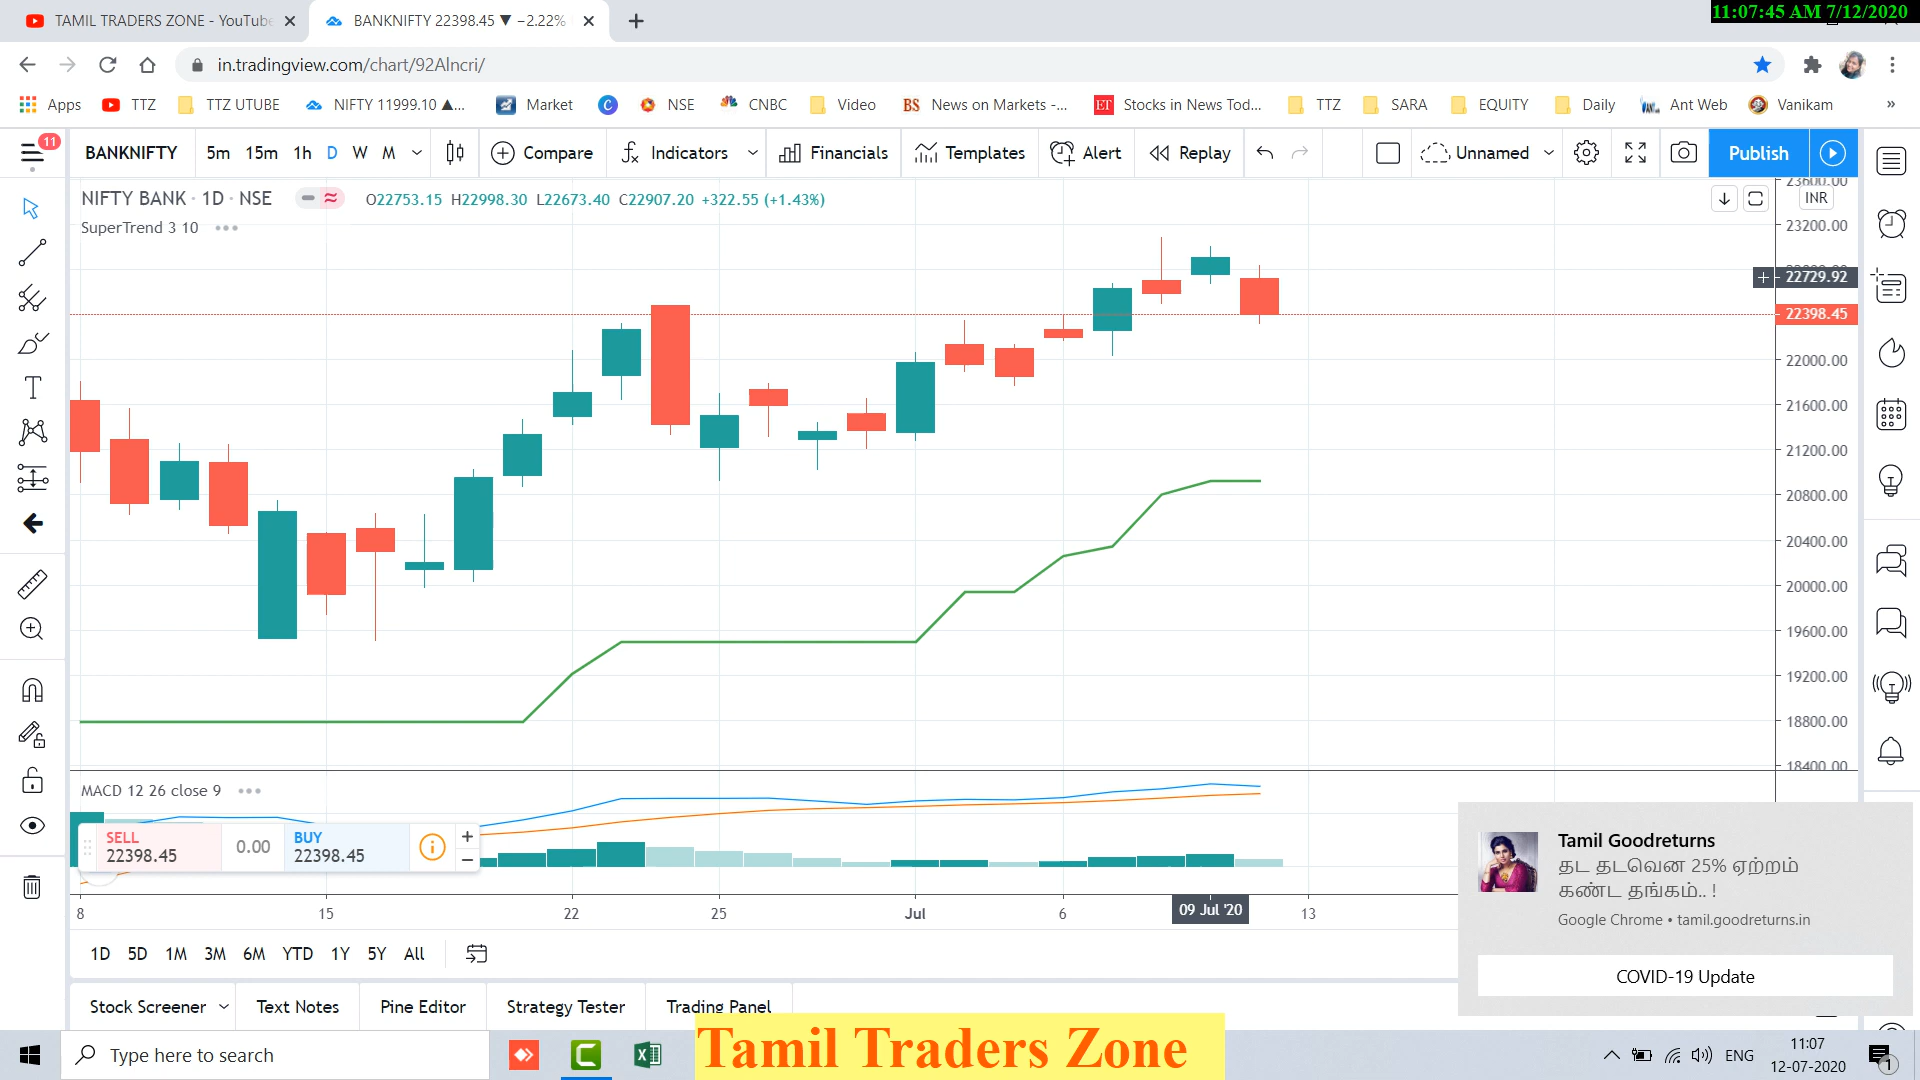 TAMIL TRADERS ZONE - YouTube
BANKNIFTY 22398.45 ▼ −2.22%
11:07:45 AM 7/12/2020
in.tradingview.com/chart/92Alncri/
Apps
TTZ
TTZ UTUBE
NIFTY 11999.10 ▲...
Market
NSE
CNBC
Video
BS News on Markets -...
ET Stocks in News Tod...
TTZ
SARA
EQUITY
Daily
Ant Web
Vanikam
»
11
BANKNIFTY
5m 15m 1h D W M
Compare
Indicators
Financials
Templates
Alert
Replay
Unnamed
Publish
NIFTY BANK · 1D · NSE
O22753.15 H22998.30 L22673.40 C22907.20 +322.55 (+1.43%)
SuperTrend 3 10
INR
23600.00
23200.00
22729.92
22398.45
22000.00
21600.00
21200.00
20800.00
20400.00
20000.00
19600.00
19200.00
18800.00
18400.00
MACD 12 26 close 9
SELL
22398.45
0.00
BUY
22398.45
8 15 22 25 Jul 6 09 Jul '20 13
Tamil Goodreturns
தட தடவென 25% ஏற்றம்
கண்ட தங்கம்.. !
Google Chrome • tamil.goodreturns.in
COVID-19 Update
1D 5D 1M 3M 6M YTD 1Y 5Y All
Stock Screener
Text Notes
Pine Editor
Strategy Tester
Trading Panel
Tamil Traders Zone
Type here to search
ENG
11:07
12-07-2020
1